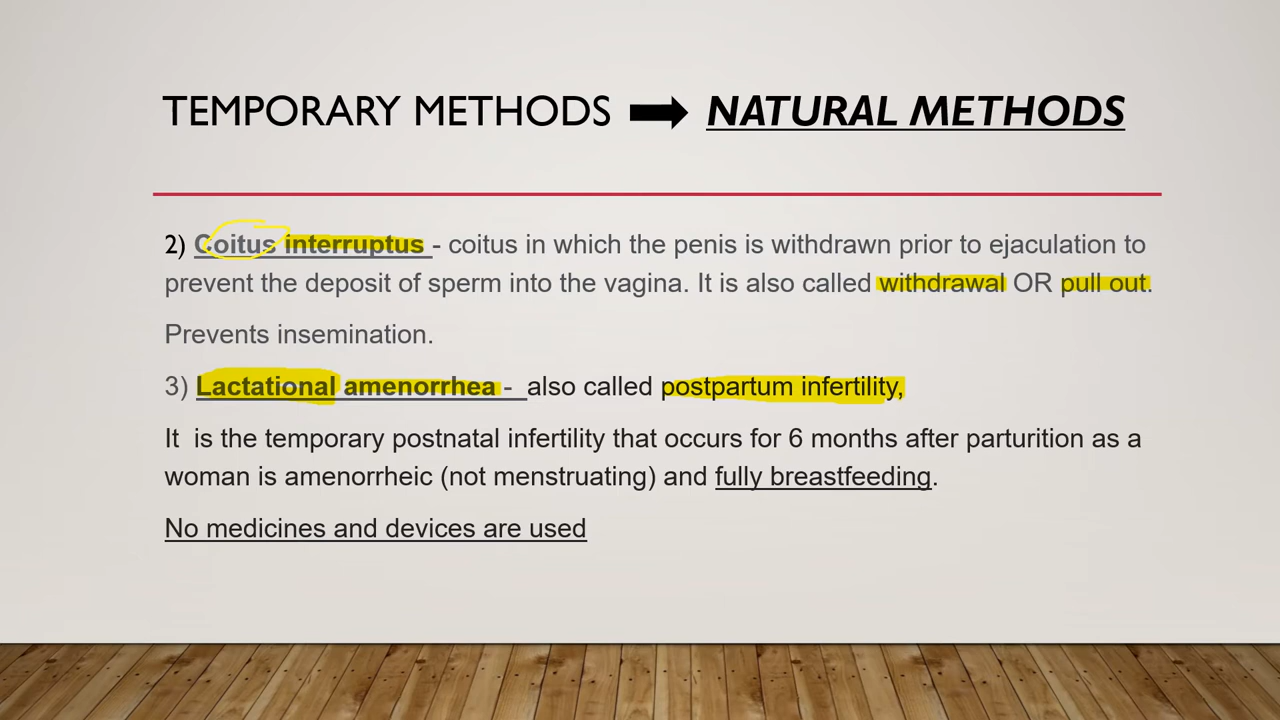 TEMPORARY METHODS NATURAL METHODS
2) Coitus interruptus - coitus in which the penis is withdrawn prior to ejaculation to
prevent the deposit of sperm into the vagina. It is also called withdrawal OR pull out.
Prevents insemination.
3) Lactational amenorrhea - also called postpartum infertility,
It is the temporary postnatal infertility that occurs for 6 months after parturition as a
woman is amenorrheic (not menstruating) and fully breastfeeding.
No medicines and devices are used